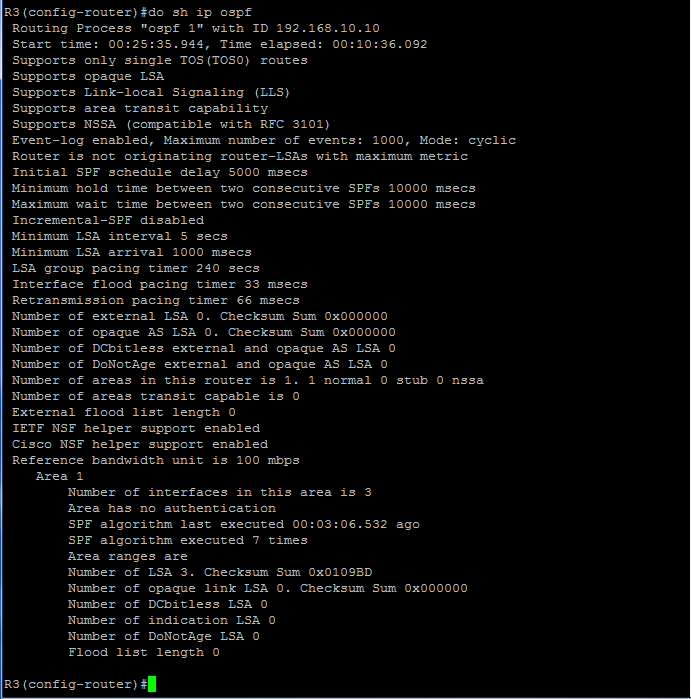 R3(config-router)#do sh ip ospf
Routing Process "ospf 1" with ID 192.168.10.10
Start time: 00:25:35.944, Time elapsed: 00:10:36.092
Supports only single TOS(TOS0) routes
Supports opaque LSA
Supports Link-local Signaling (LLS)
Supports area transit capability
Supports NSSA (compatible with RFC 3101)
Event-log enabled, Maximum number of events: 1000, Mode: cyclic
Router is not originating router-LSAs with maximum metric
Initial SPF schedule delay 5000 msecs
Minimum hold time between two consecutive SPFs 10000 msecs
Maximum wait time between two consecutive SPFs 10000 msecs
Incremental-SPF disabled
Minimum LSA interval 5 secs
Minimum LSA arrival 1000 msecs
LSA group pacing timer 240 secs
Interface flood pacing timer 33 msecs
Retransmission pacing timer 66 msecs
Number of external LSA 0. Checksum Sum 0x000000
Number of opaque AS LSA 0. Checksum Sum 0x000000
Number of DCbitless external and opaque AS LSA 0
Number of DoNotAge external and opaque AS LSA 0
Number of areas in this router is 1. 1 normal 0 stub 0 nssa
Number of areas transit capable is 0
External flood list length 0
IETF NSF helper support enabled
Cisco NSF helper support enabled
Reference bandwidth unit is 100 mbps
Area 1
Number of interfaces in this area is 3
Area has no authentication
SPF algorithm last executed 00:03:06.532 ago
SPF algorithm executed 7 times
Area ranges are
Number of LSA 3. Checksum Sum 0x0109BD
Number of opaque link LSA 0. Checksum Sum 0x000000
Number of DCbitless LSA 0
Number of indication LSA 0
Number of DoNotAge LSA 0
Flood list length 0
R3(config-router)#